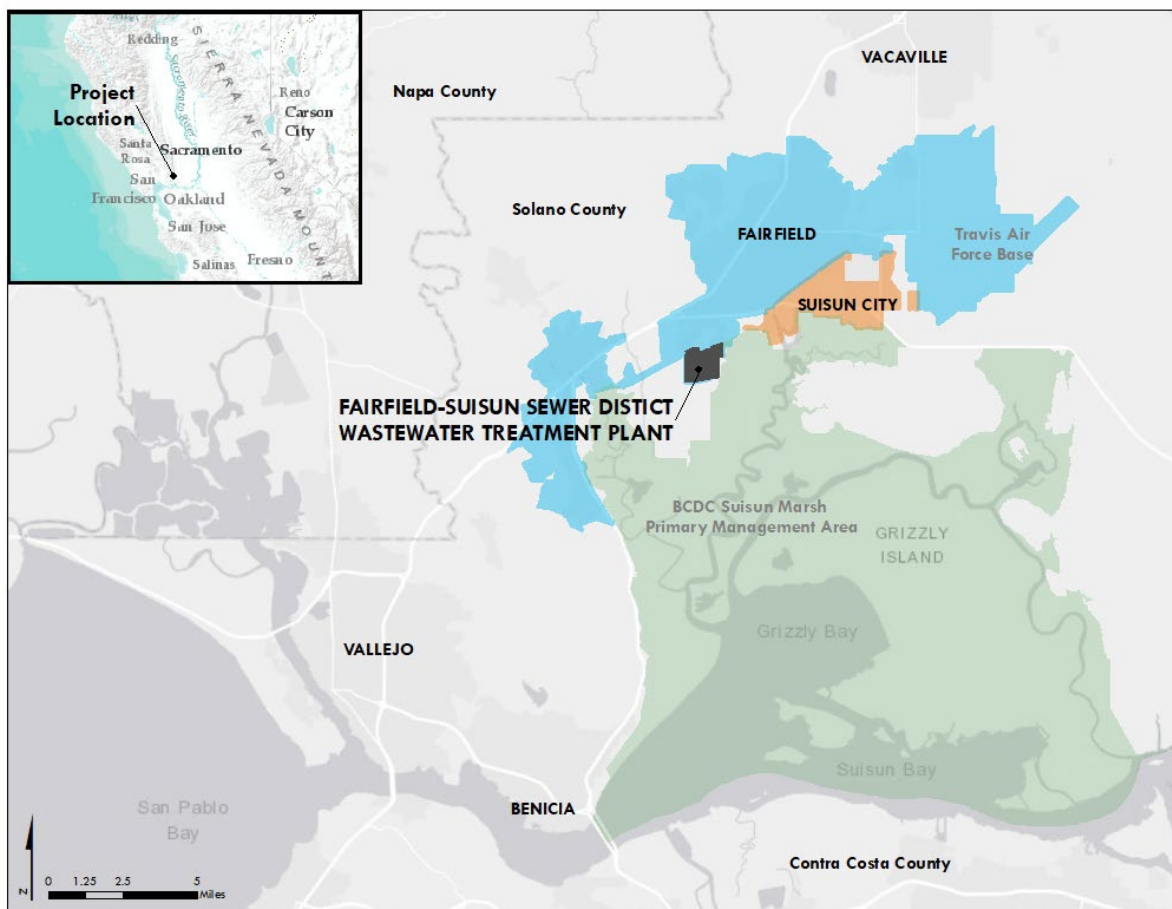 Redding
SIERRA NEVADA MOUNT
Sacramento River
Reno
Carson
City
Project
Location
Santa
Rosa
Sacramento
San
Francisco
Oakland
San Jose
Fresno
Salinas
VACAVILLE
Napa County
Solano County
FAIRFIELD
Travis Air
Force Base
SUISUN CITY
FAIRFIELD-SUISUN SEWER DISTICT
WASTEWATER TREATMENT PLANT
BCDC Suisun Marsh
Primary Management Area
GRIZZLY
ISLAND
Grizzly Bay
VALLEJO
Suisun Bay
San Pablo
Bay
BENICIA
Contra Costa County
N
0 1.25 2.5 5
Miles